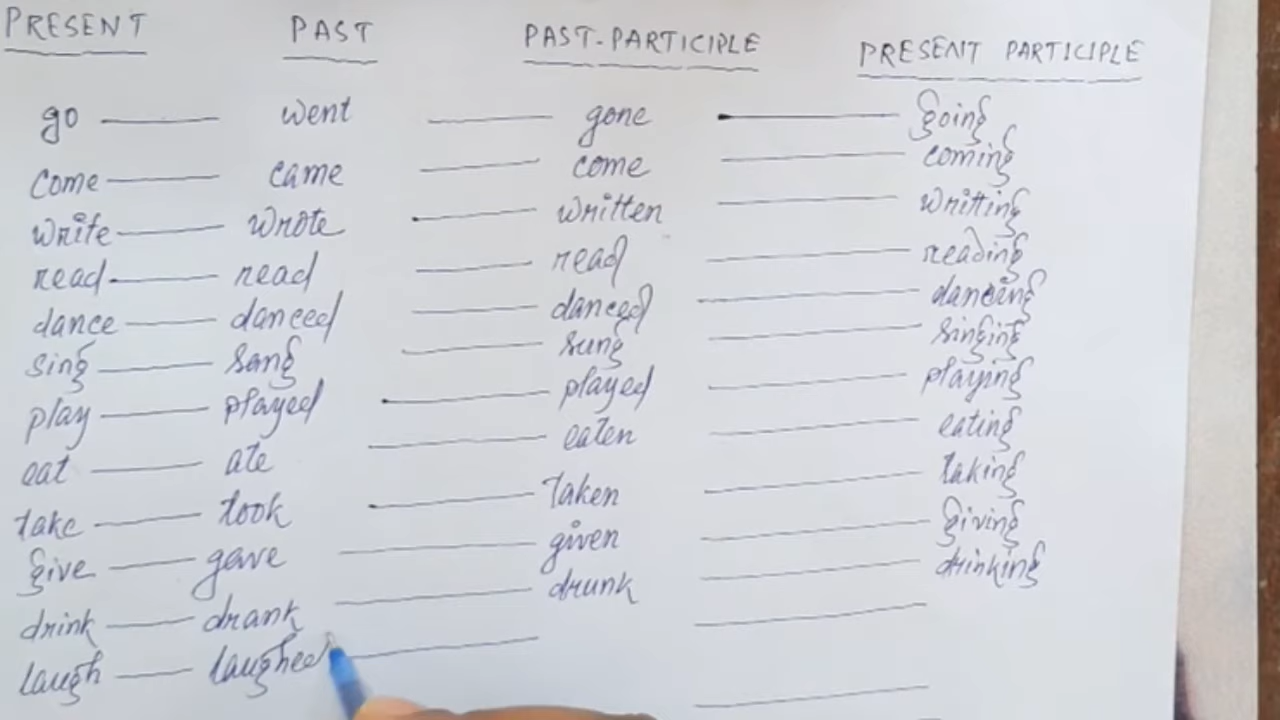 PRESENT PAST PAST-PARTICIPLE PRESENT PARTICIPLE
go went gone going
come came come coming
write wrote written writting
read read read reading
dance danced danced dancing
sing sang sung singing
play played played playing
eat ate eaten eating
take took taken taking
give gave given giving
drink drank drunk drinking
laugh laughed